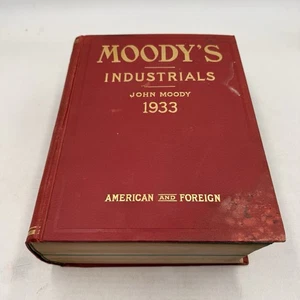 MOODY'S
INDUSTRIALS
JOHN MOODY
1933
AMERICAN AND FOREIGN